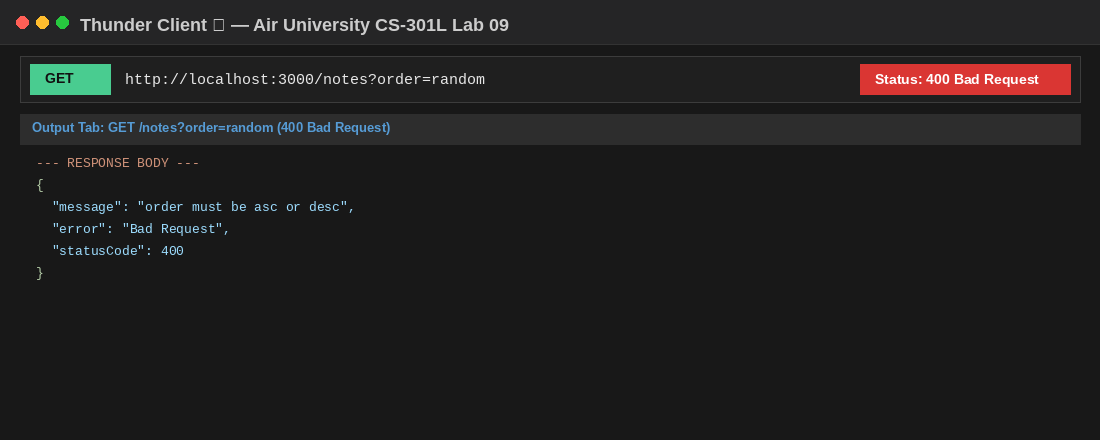 Thunder Client — Air University CS-301L Lab 09
GET http://localhost:3000/notes?order=random Status: 400 Bad Request
Output Tab: GET /notes?order=random (400 Bad Request)
--- RESPONSE BODY ---
{
  "message": "order must be asc or desc",
  "error": "Bad Request",
  "statusCode": 400
}